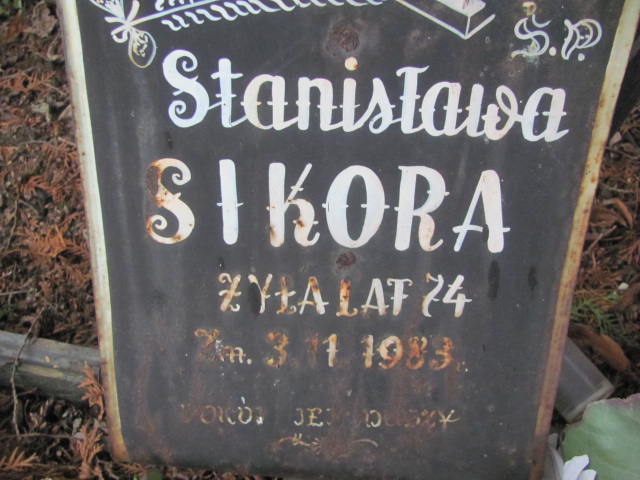 Ś.P.
Stanisława
SIKORA
ŻYŁA LAT 74
Zm. 3.11.1983.
POKÓJ JEJ DUSZY